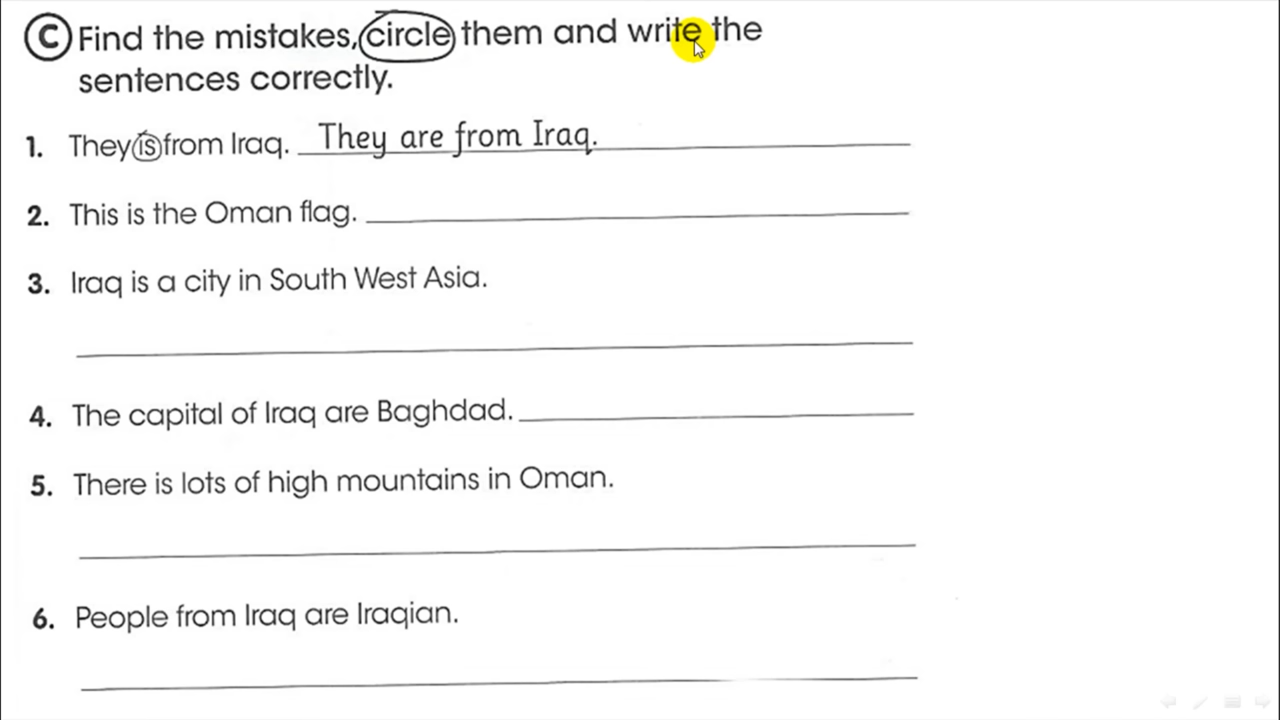 C Find the mistakes, circle them and write the
sentences correctly.
1. They is from Iraq. They are from Iraq.
2. This is the Oman flag.
3. Iraq is a city in South West Asia.
4. The capital of Iraq are Baghdad.
5. There is lots of high mountains in Oman.
6. People from Iraq are Iraqian.